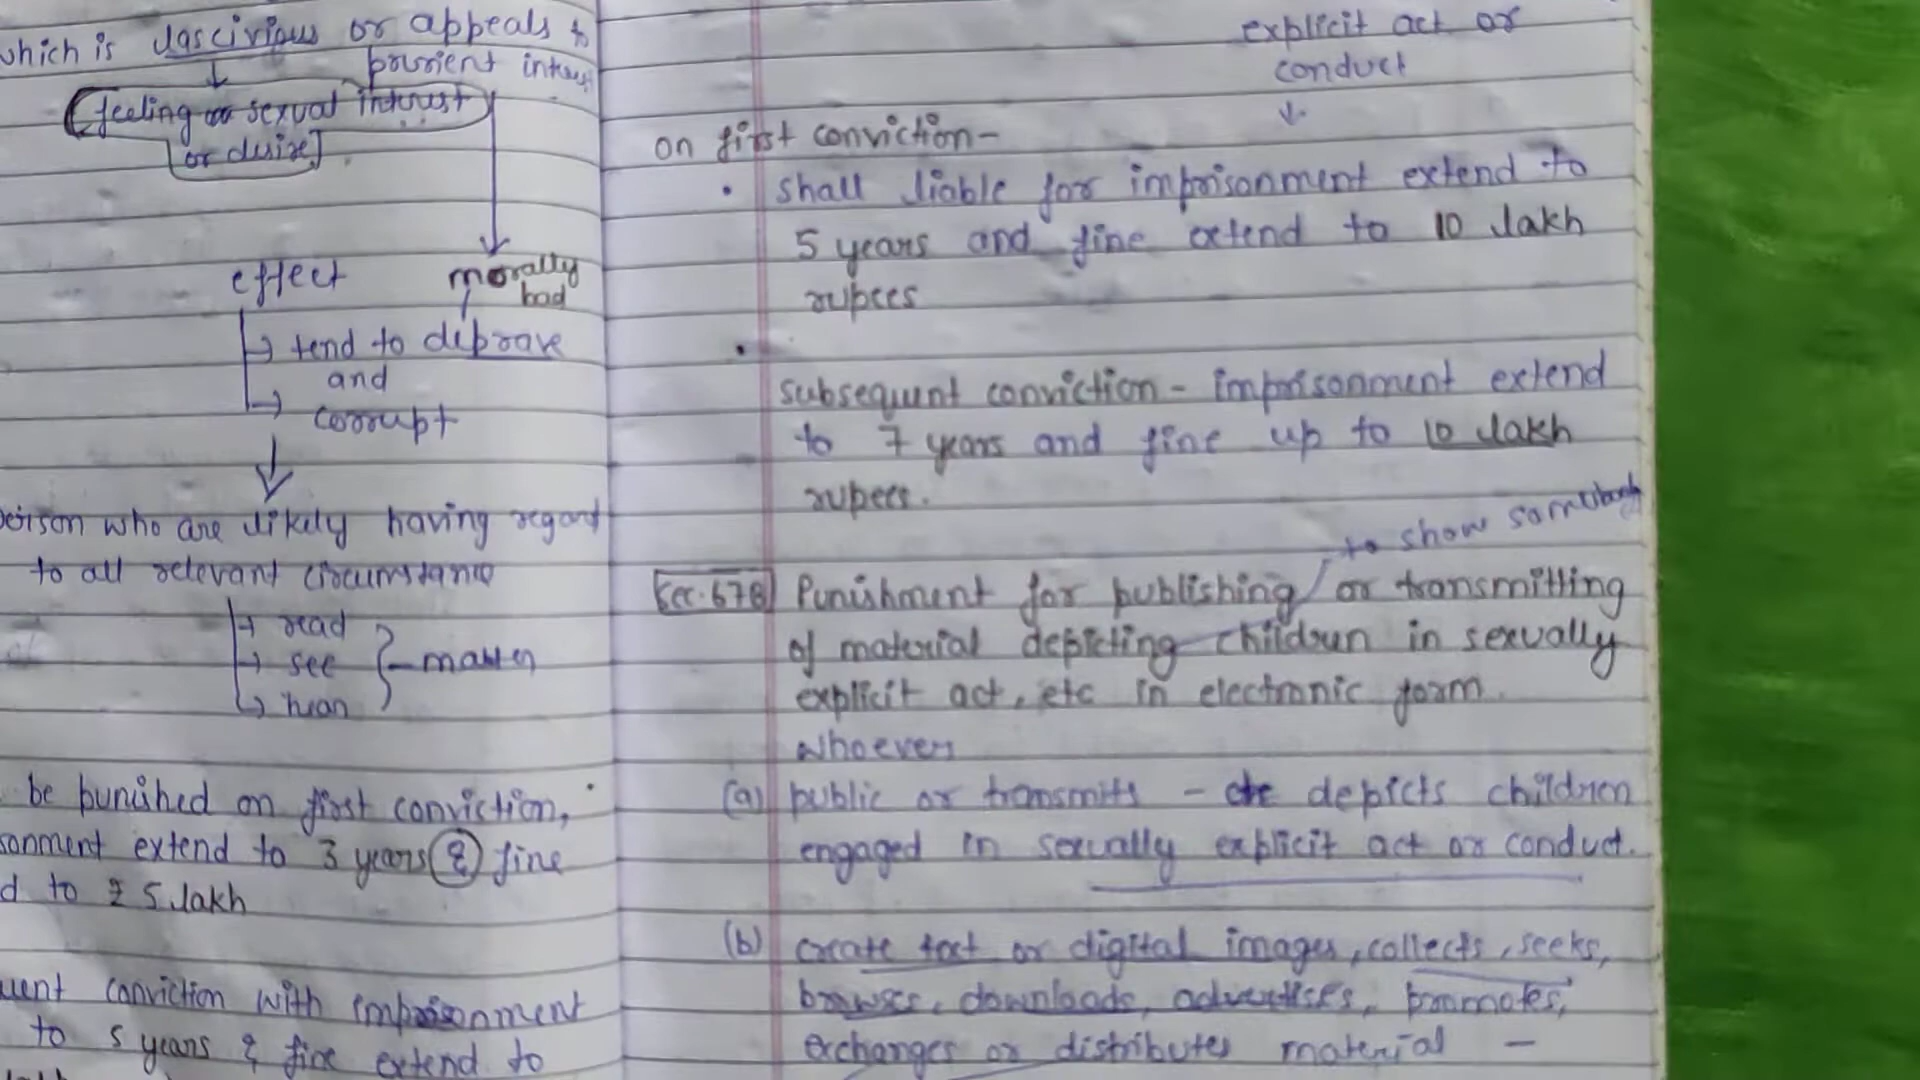 which is lascivious or appeals to
prurient interest
feeling or sexual interest
or desire]
effect
morally
bad
→ tend to deprave
and
→ corrupt
person who are likely having regard
to all relevant circumstance
→ read
→ see
matter
be punished on first conviction,
sonment extend to 3 years & fine
d to ₹ 5 lakh
uent conviction with imprisonment
to 5 years & fine extend to
explicit act or
conduct
on first conviction-
• shall liable for imprisonment extend to
5 years and fine extend to 10 lakh
rupees
•
subsequent conviction - imprisonment extend
to 7 years and fine up to 10 lakh
rupees.
to show
Sec. 67B Punishment for publishing/or transmitting
of material depicting children in sexually
explicit act, etc in electronic form.
whoever
(a) public or transmits - depicts children
engaged in sexually explicit act or conduct.
(b) create text or digital images, collects, seeks,
browses, downloads, advertises, promotes,
exchanges or distributes material -